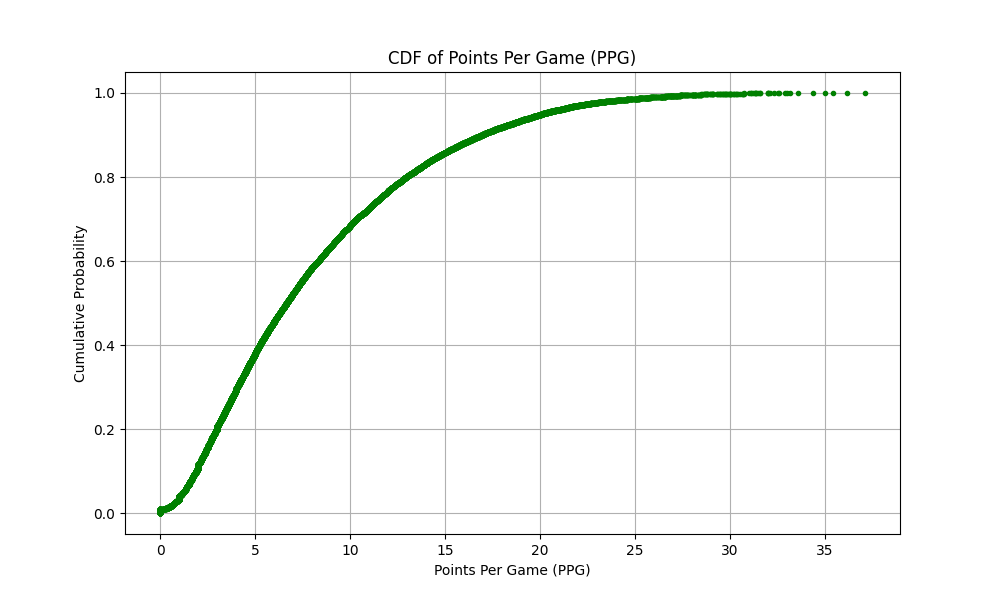 CDF of Points Per Game (PPG)
1.0
0.8
0.6
0.4
0.2
0.0
Cumulative Probability
0 5 10 15 20 25 30 35
Points Per Game (PPG)